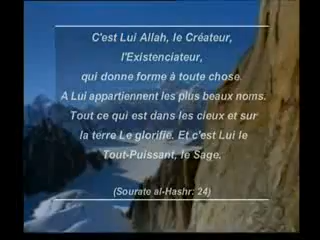 C'est Lui Allah, le Créateur,
l'Existenciateur,
qui donne forme à toute chose.
A Lui appartiennent les plus beaux noms.
Tout ce qui est dans les cieux et sur
la terre Le glorifie. Et c'est Lui le
Tout-Puissant, le Sage.
(Sourate al-Hashr: 24)